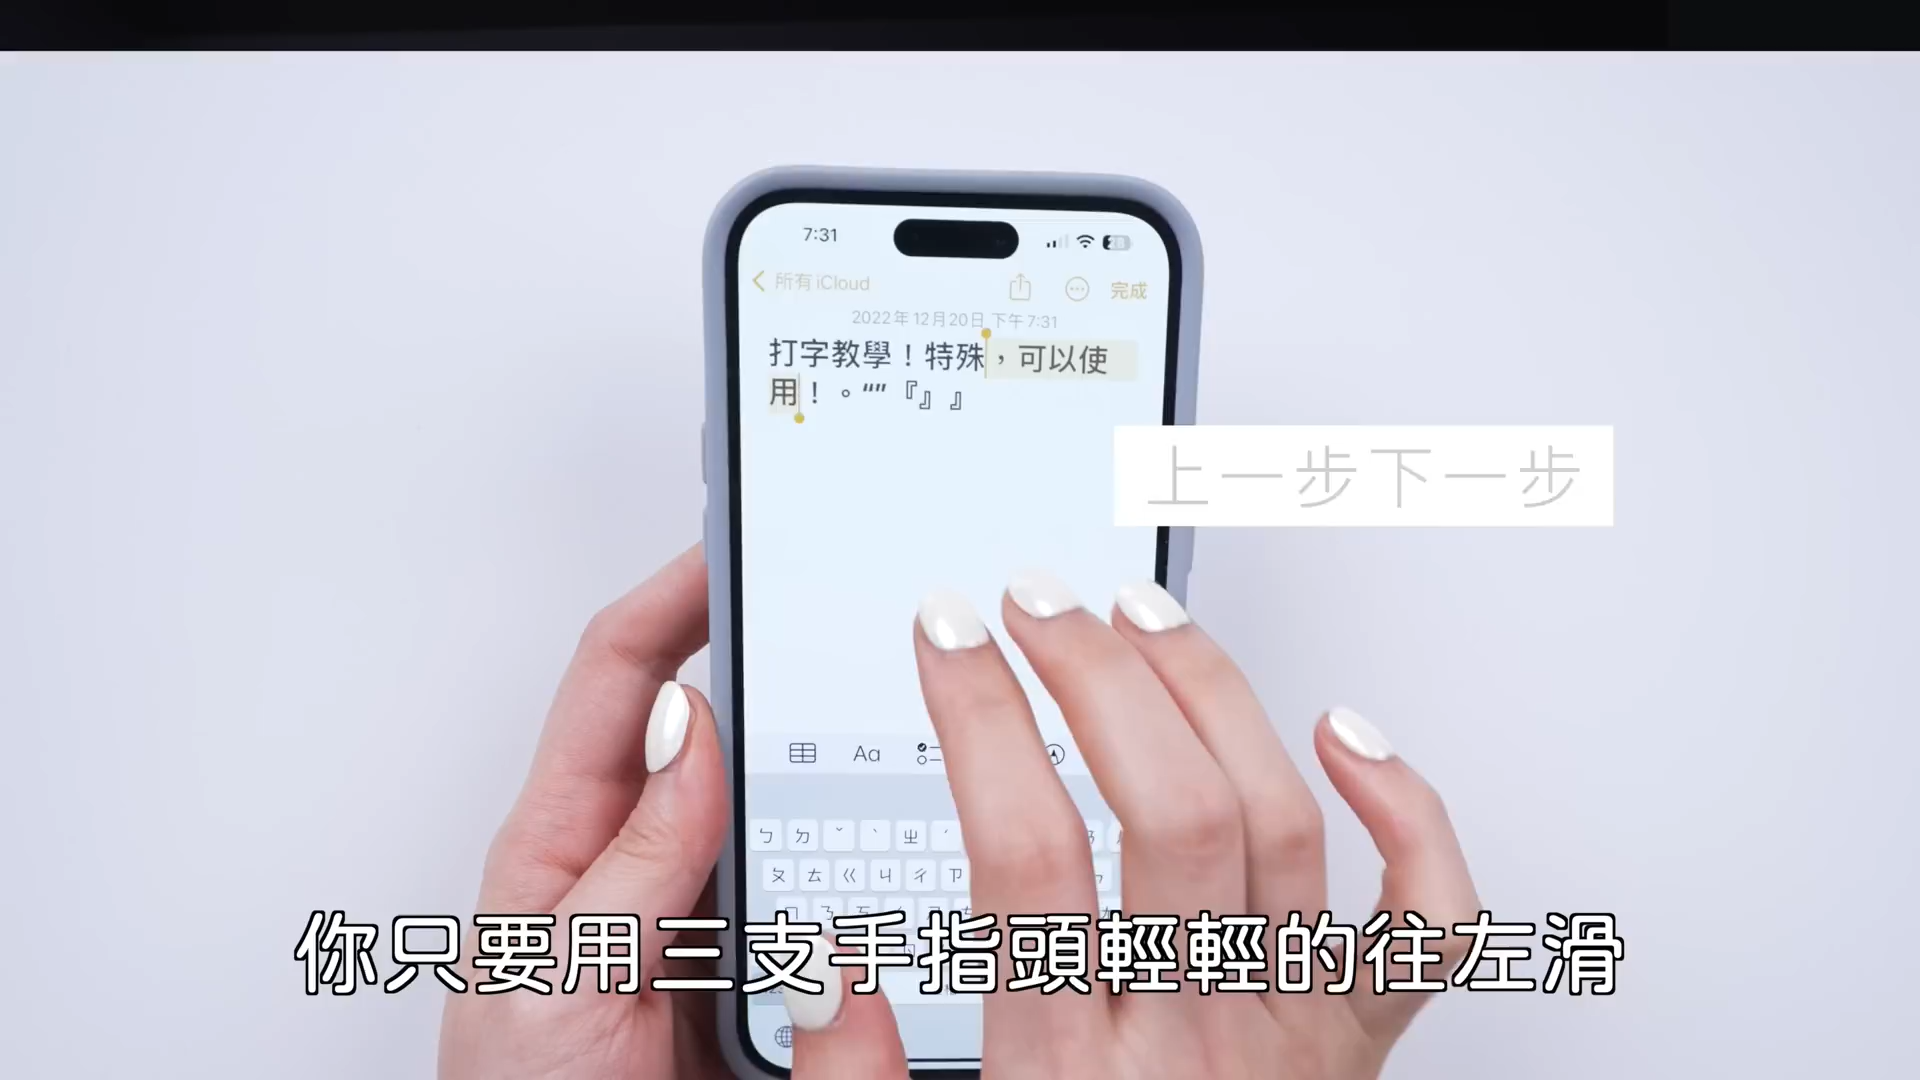 7:31
28
所有 iCloud
完成
2022年12月20日 下午7:31
打字教學！特殊，可以使
用！。“”『』』
上一步下一步
Aa
ㄅ ㄉ ˇ ˋ ㄓ ˊ
ㄆ ㄊ ㄍ ㄐ ㄔ ㄗ
你只要用三支手指頭輕輕的往左滑